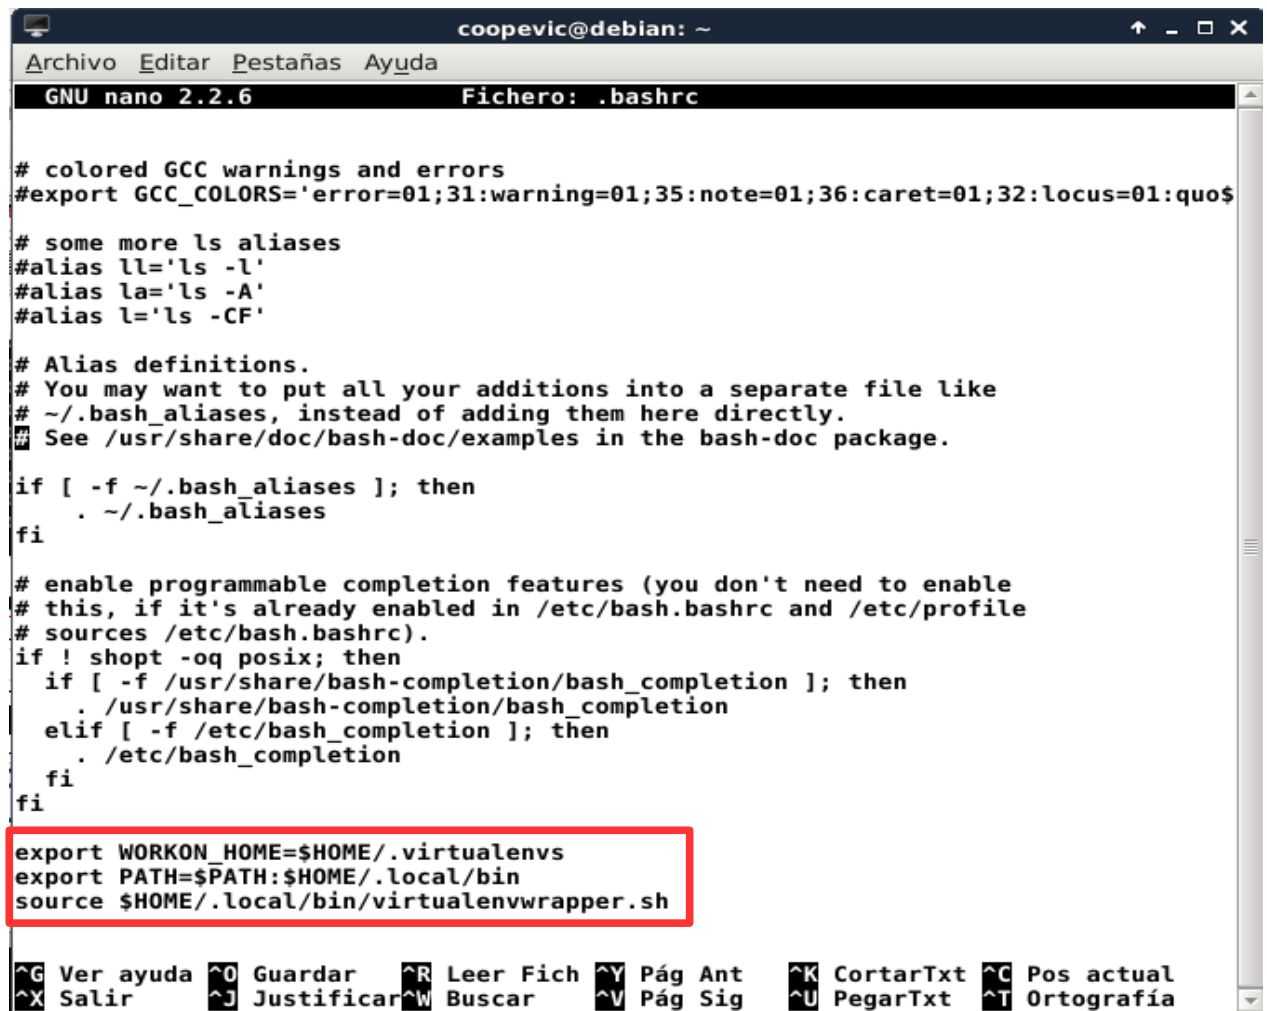 coopevic@debian: ~
Archivo Editar Pestañas Ayuda
GNU nano 2.2.6 Fichero: .bashrc
# colored GCC warnings and errors
#export GCC_COLORS='error=01;31:warning=01;35:note=01;36:caret=01;32:locus=01:quo$
# some more ls aliases
#alias ll='ls -l'
#alias la='ls -A'
#alias l='ls -CF'
# Alias definitions.
# You may want to put all your additions into a separate file like
# ~/.bash_aliases, instead of adding them here directly.
# See /usr/share/doc/bash-doc/examples in the bash-doc package.
if [ -f ~/.bash_aliases ]; then
    . ~/.bash_aliases
fi
# enable programmable completion features (you don't need to enable
# this, if it's already enabled in /etc/bash.bashrc and /etc/profile
# sources /etc/bash.bashrc).
if ! shopt -oq posix; then
  if [ -f /usr/share/bash-completion/bash_completion ]; then
    . /usr/share/bash-completion/bash_completion
  elif [ -f /etc/bash_completion ]; then
    . /etc/bash_completion
  fi
fi
export WORKON_HOME=$HOME/.virtualenvs
export PATH=$PATH:$HOME/.local/bin
source $HOME/.local/bin/virtualenvwrapper.sh
^G Ver ayuda ^O Guardar ^R Leer Fich ^Y Pág Ant ^K CortarTxt ^C Pos actual
^X Salir ^J Justificar ^W Buscar ^V Pág Sig ^U PegarTxt ^T Ortografía